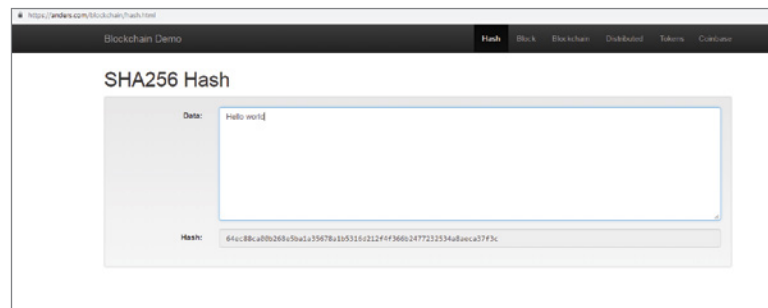 https://anders.com/blockchain/hash.html
Blockchain Demo Hash Block Blockchain Distributed Tokens Coinbase
SHA256 Hash
Data: Hello world
Hash: 64ec88ca00b268e5ba1a35678a1b5316d212f4f366b2477232534a8aeca37f3c